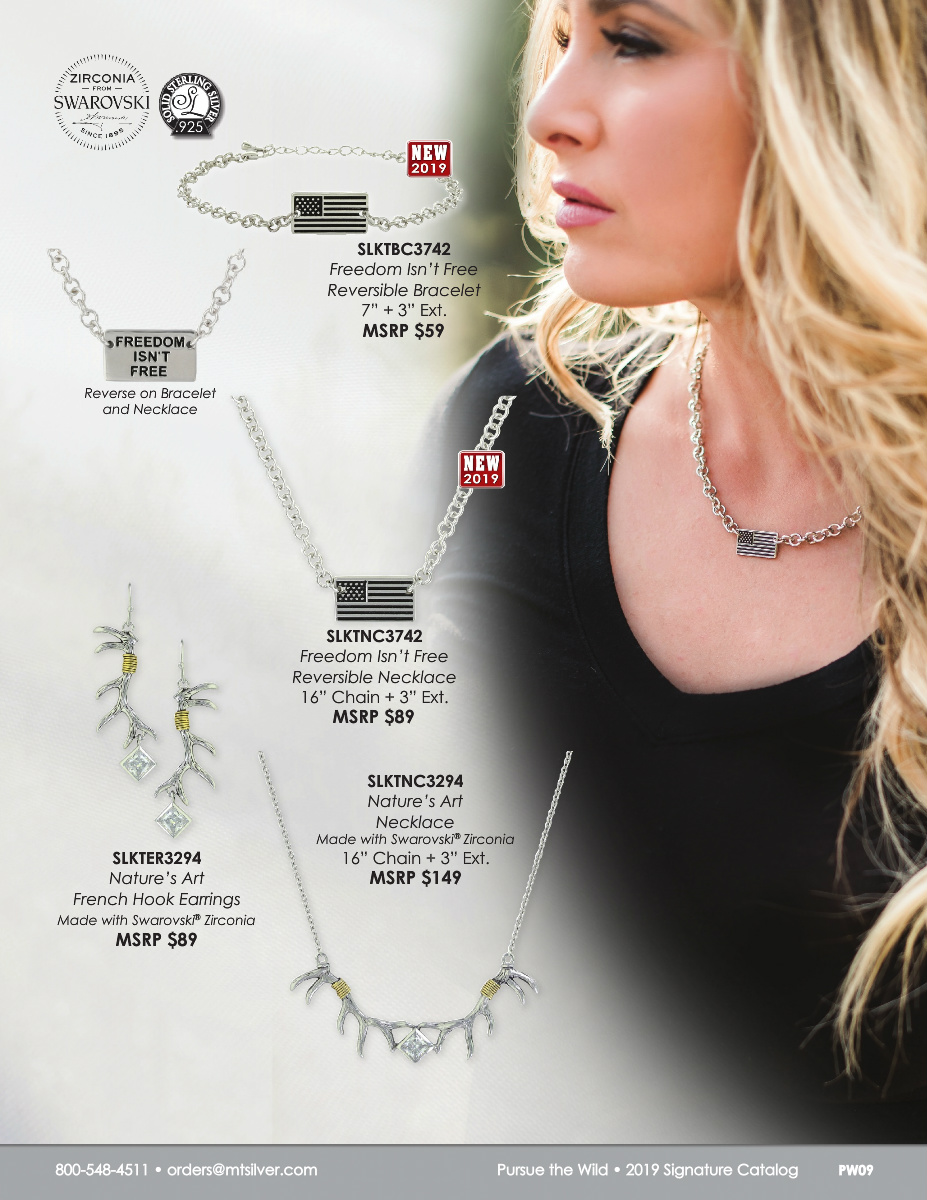 ZIRCONIA
FROM
SWAROVSKI
SINCE 1895
SOLID STERLING SILVER
.925
NEW
2019
SLKTBC3742
Freedom Isn't Free
Reversible Bracelet
7" + 3" Ext.
MSRP $59
FREEDOM
ISN'T
FREE
Reverse on Bracelet
and Necklace
NEW
2019
SLKTNC3742
Freedom Isn't Free
Reversible Necklace
16" Chain + 3" Ext.
MSRP $89
SLKTNC3294
Nature's Art
Necklace
Made with Swarovski® Zirconia
16" Chain + 3" Ext.
MSRP $149
SLKTER3294
Nature's Art
French Hook Earrings
Made with Swarovski® Zirconia
MSRP $89
800-548-4511 • orders@mtsilver.com
Pursue the Wild • 2019 Signature Catalog PW09